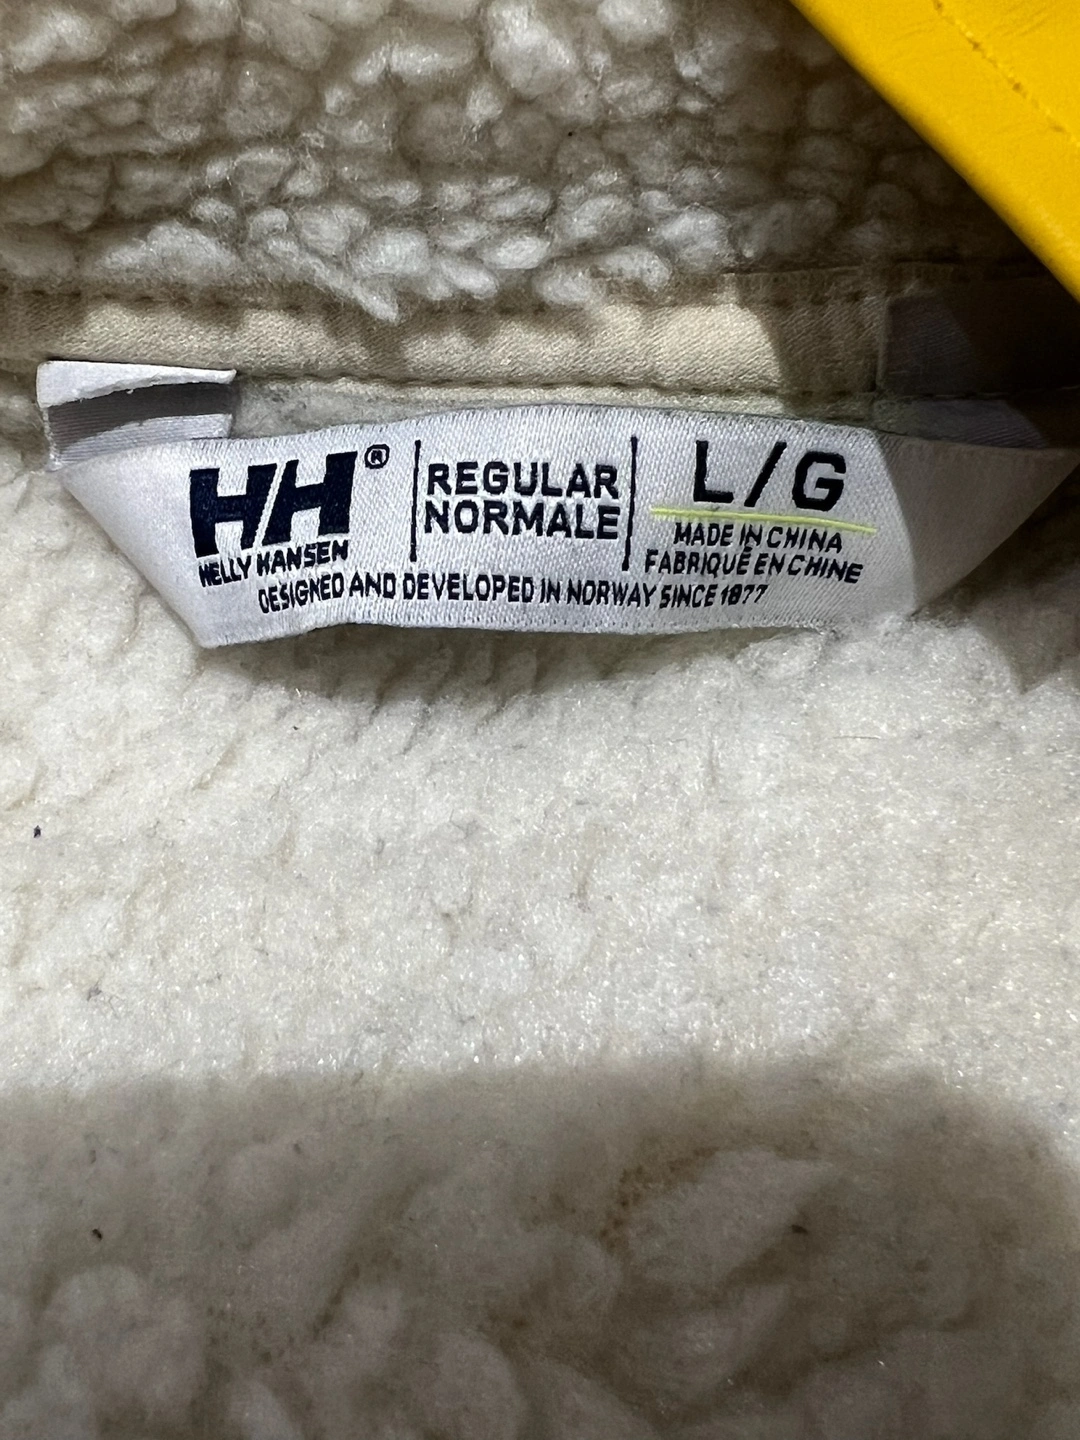 HH®
HELLY HANSEN
REGULAR
NORMALE
L/G
MADE IN CHINA
FABRIQUÉ EN CHINE
DESIGNED AND DEVELOPED IN NORWAY SINCE 1877